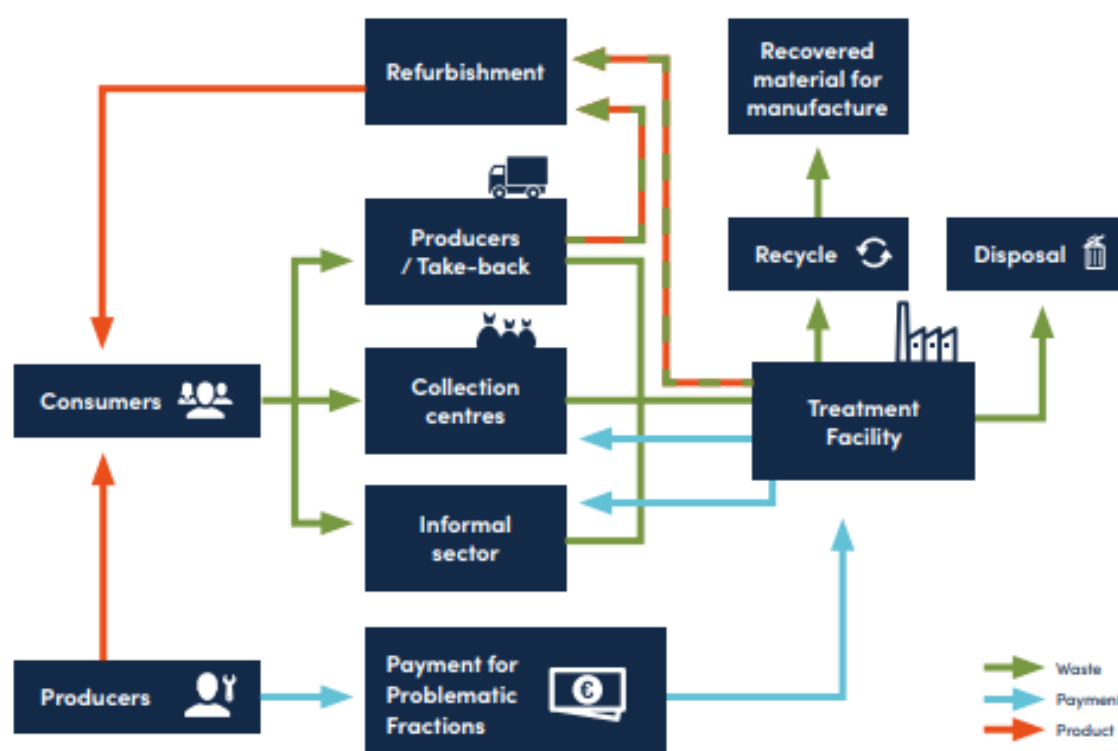 Refurbishment
Recovered
material for
manufacture
Producers
/ Take-back
Recycle
Disposal
Consumers
Collection
centres
Treatment
Facility
Informal
sector
Producers
Payment for
Problematic
Fractions
€
Waste
Payment
Product